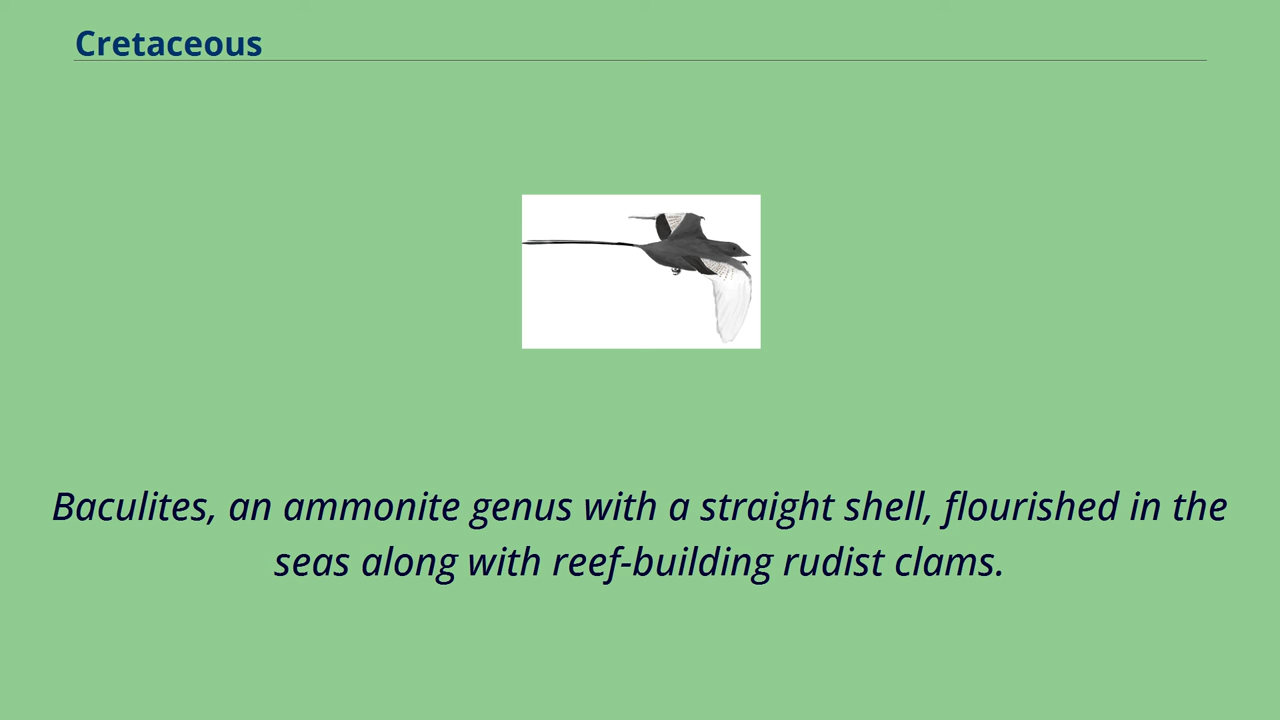 Cretaceous
Baculites, an ammonite genus with a straight shell, flourished in the
seas along with reef-building rudist clams.